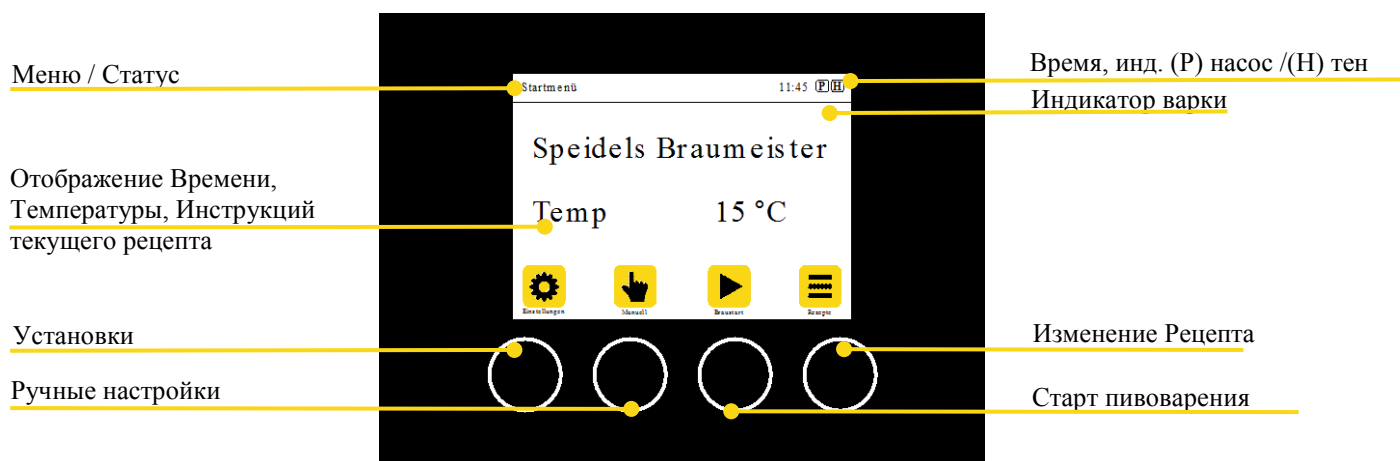 Меню / Статус
Отображение Времени,
Температуры, Инструкций
текущего рецепта
Установки
Ручные настройки
Startmenü 11:45 P H
Speidels Braumeister
Temp 15 °C
Einstellungen Manuell Braustart Rezepte
Время, инд. (P) насос /(H) тен
Индикатор варки
Изменение Рецепта
Старт пивоварения